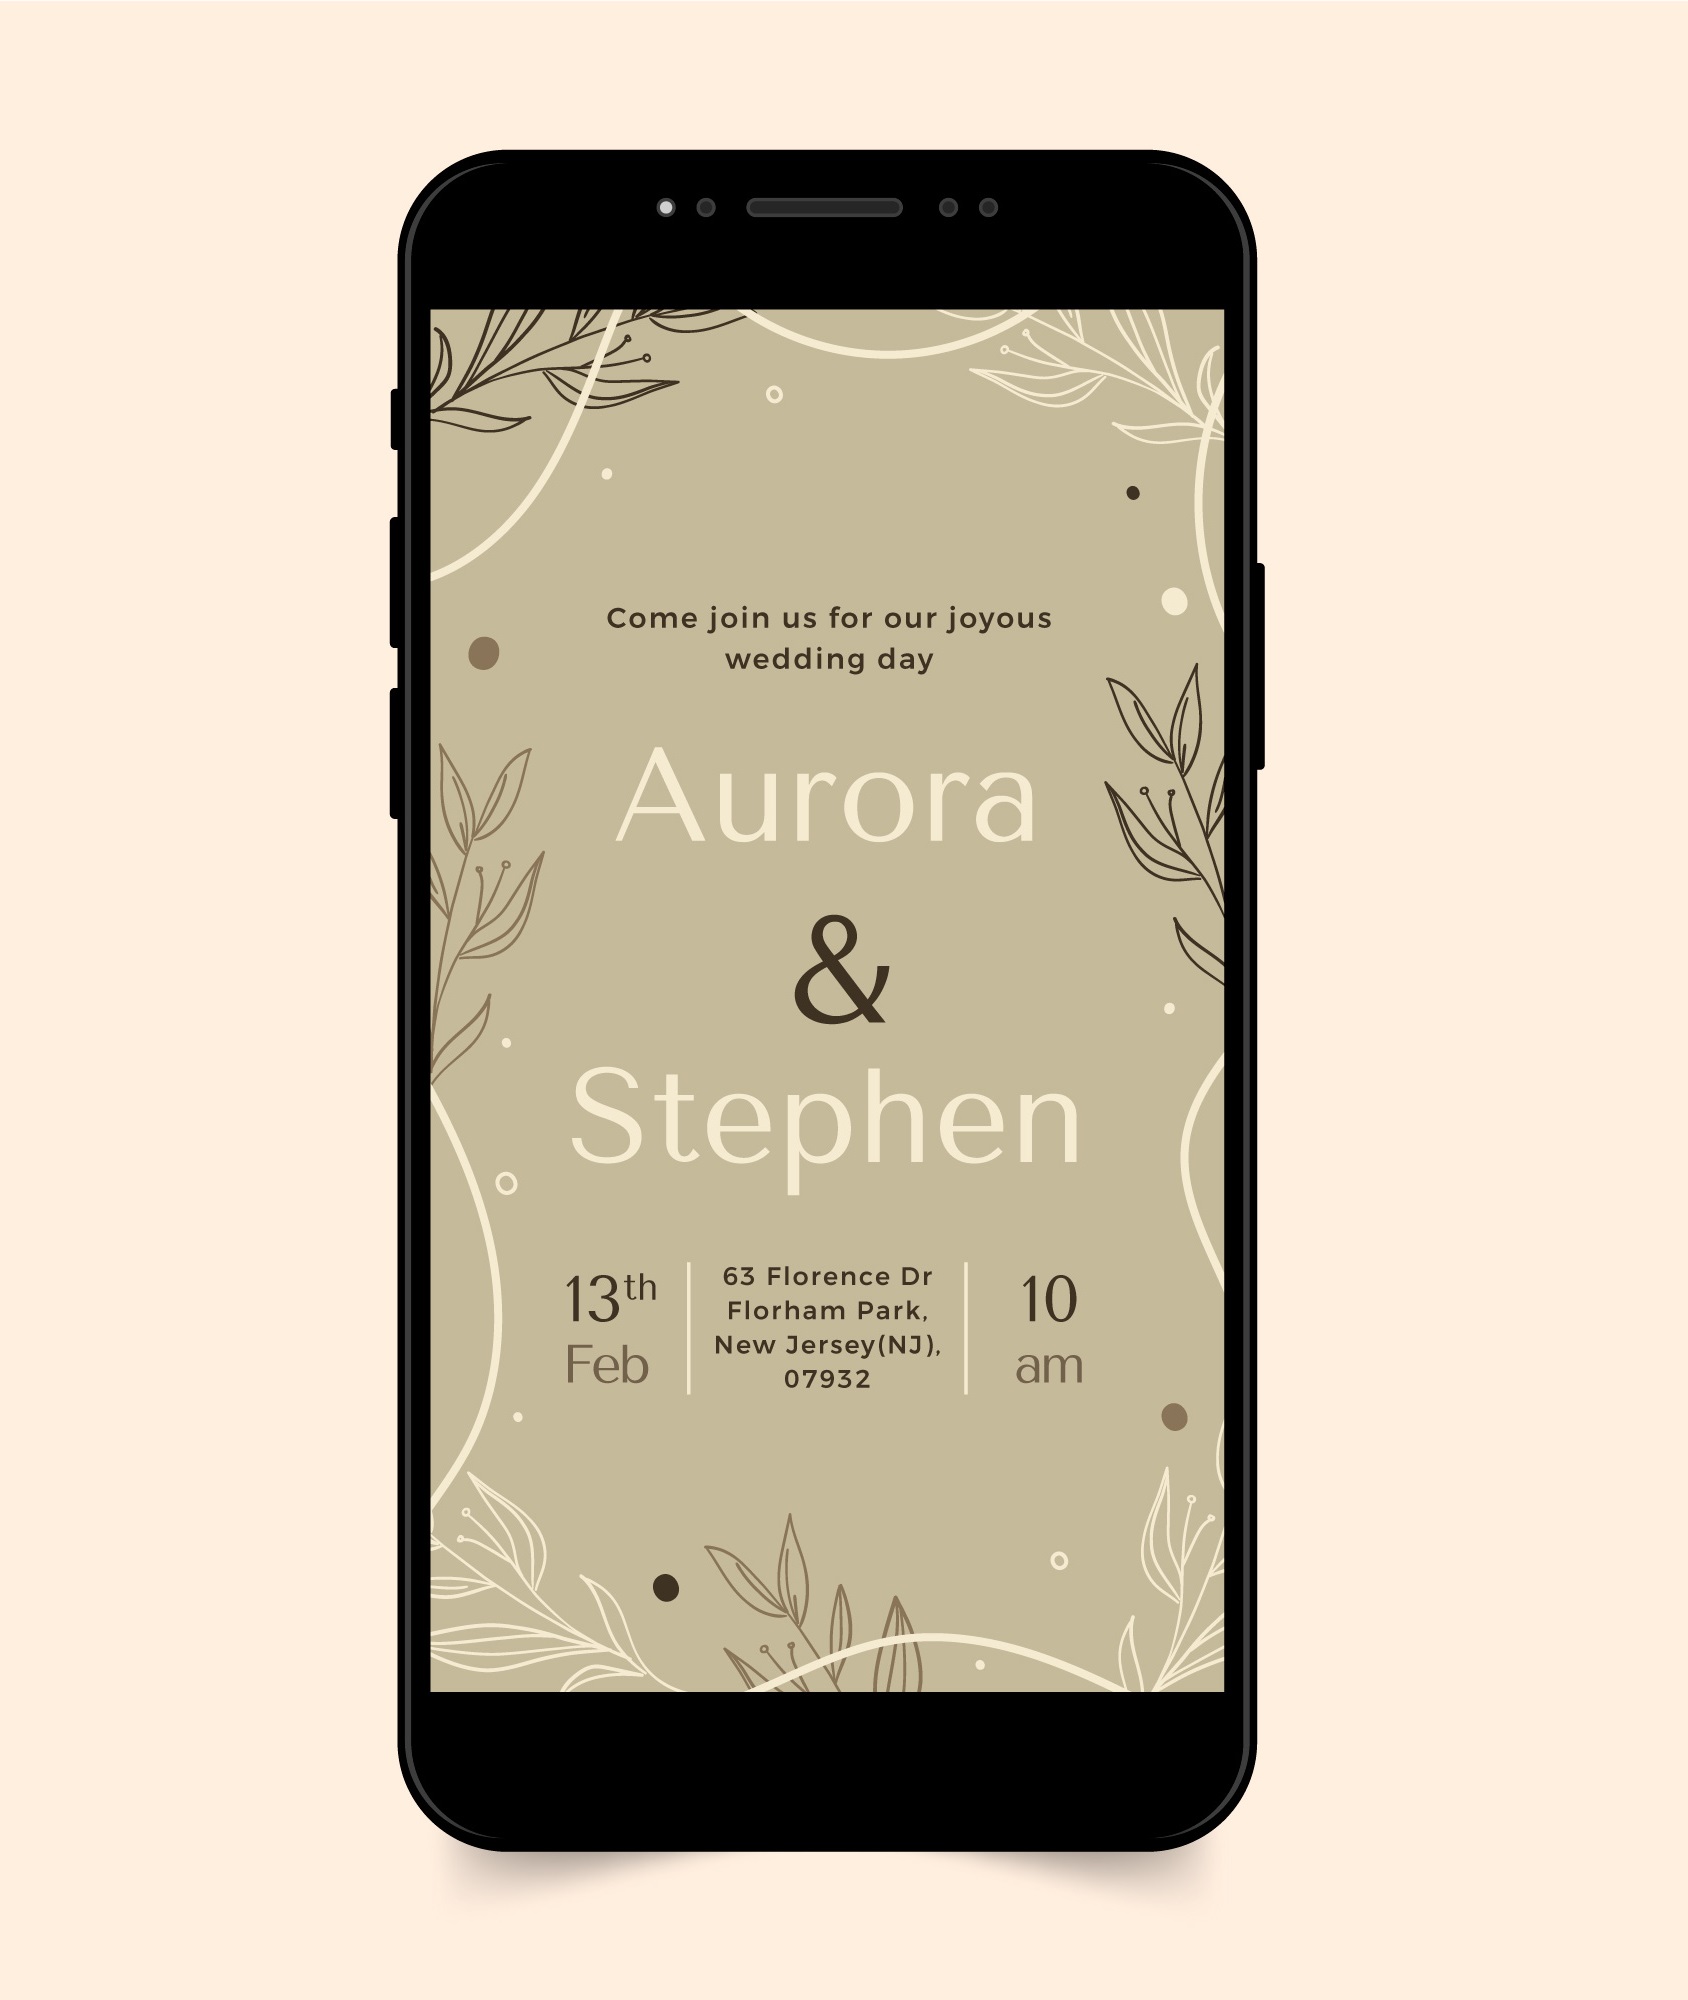 Come join us for our joyous
wedding day
Aurora
&
Stephen
13th
Feb
63 Florence Dr
Florham Park,
New Jersey(NJ),
07932
10
am